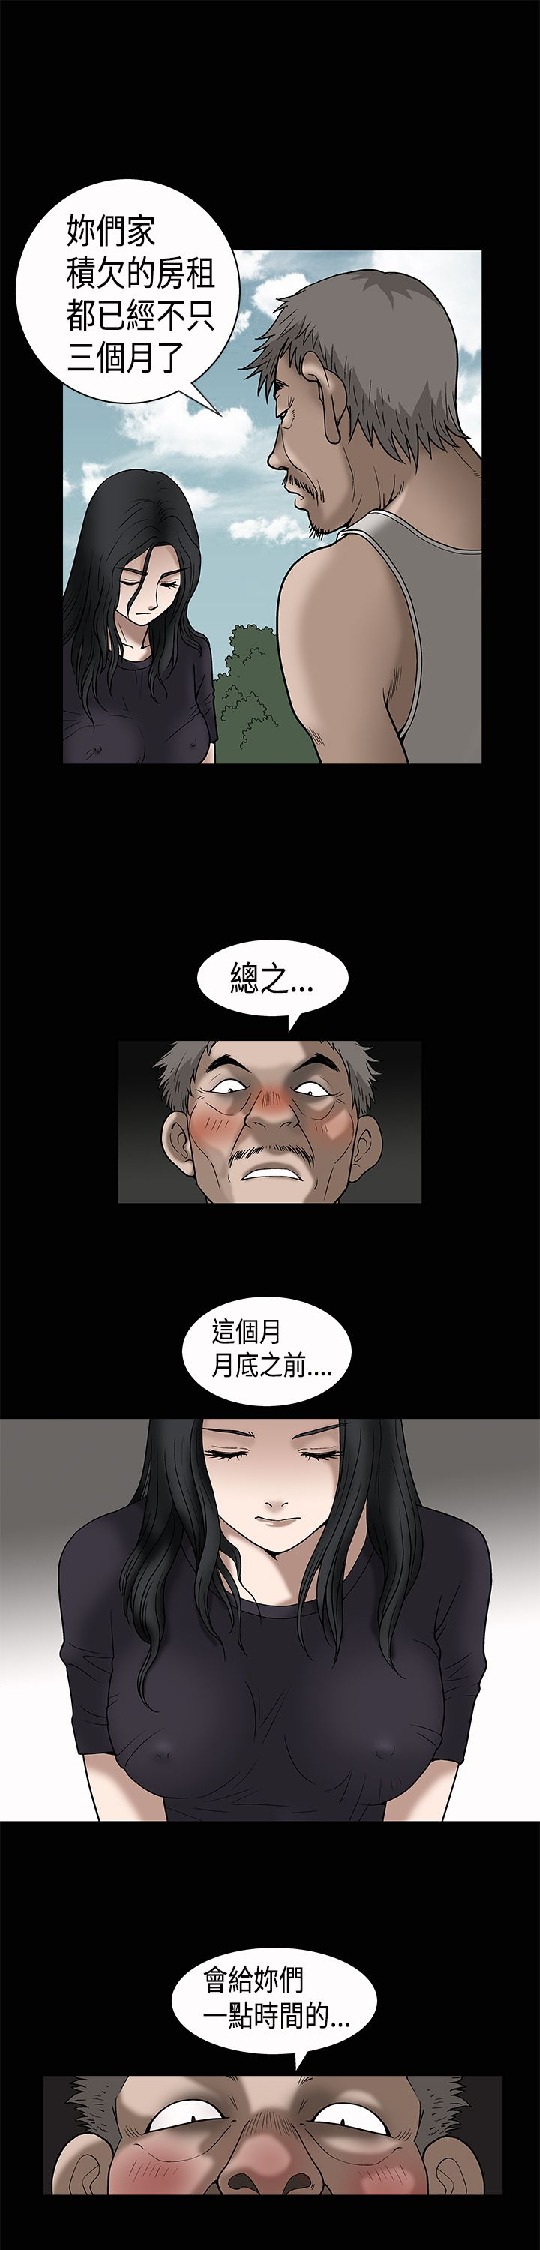 妳們家
積欠的房租
都已經不只
三個月了
總之...
這個月
月底之前....
會給妳們
一點時間的...